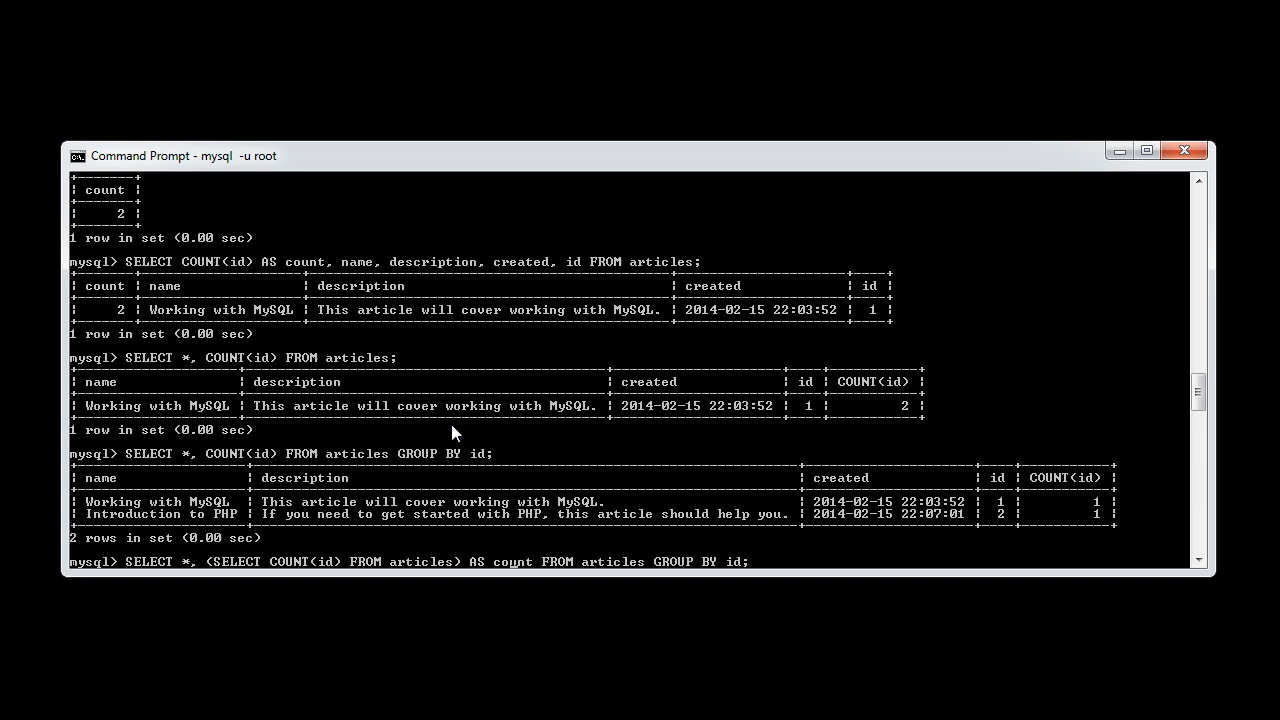 Command Prompt - mysql  -u root
+-------+
| count |
+-------+
|     2 |
+-------+
1 row in set (0.00 sec)
mysql> SELECT COUNT(id) AS count, name, description, created, id FROM articles;
+-------+--------------------+---------------------------------------------+---------------------+----+
| count | name               | description                                 | created             | id |
+-------+--------------------+---------------------------------------------+---------------------+----+
|     2 | Working with MySQL | This article will cover working with MySQL. | 2014-02-15 22:03:52 |  1 |
+-------+--------------------+---------------------------------------------+---------------------+----+
1 row in set (0.00 sec)
mysql> SELECT *, COUNT(id) FROM articles;
+--------------------+---------------------------------------------+---------------------+----+-----------+
| name               | description                                 | created             | id | COUNT(id) |
+--------------------+---------------------------------------------+---------------------+----+-----------+
| Working with MySQL | This article will cover working with MySQL. | 2014-02-15 22:03:52 |  1 |         2 |
+--------------------+---------------------------------------------+---------------------+----+-----------+
1 row in set (0.00 sec)
mysql> SELECT *, COUNT(id) FROM articles GROUP BY id;
+---------------------+--------------------------------------------------------------------+---------------------+----+-----------+
| name                | description                                                        | created             | id | COUNT(id) |
+---------------------+--------------------------------------------------------------------+---------------------+----+-----------+
| Working with MySQL  | This article will cover working with MySQL.                        | 2014-02-15 22:03:52 |  1 |         1 |
| Introduction to PHP | If you need to get started with PHP, this article should help you. | 2014-02-15 22:07:01 |  2 |         1 |
+---------------------+--------------------------------------------------------------------+---------------------+----+-----------+
2 rows in set (0.00 sec)
mysql> SELECT *, (SELECT COUNT(id) FROM articles) AS count FROM articles GROUP BY id;